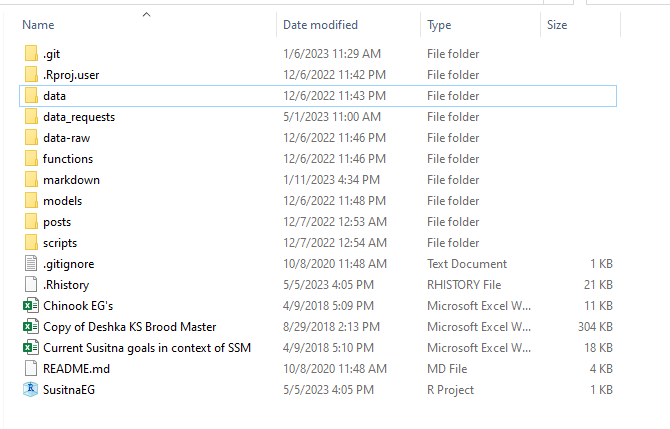 Name Date modified Type Size
.git 1/6/2023 11:29 AM File folder
.Rproj.user 12/6/2022 11:42 PM File folder
data 12/6/2022 11:43 PM File folder
data_requests 5/1/2023 11:00 AM File folder
data-raw 12/6/2022 11:46 PM File folder
functions 12/6/2022 11:46 PM File folder
markdown 1/11/2023 4:34 PM File folder
models 12/6/2022 11:48 PM File folder
posts 12/7/2022 12:53 AM File folder
scripts 12/7/2022 12:54 AM File folder
.gitignore 10/8/2020 11:48 AM Text Document 1 KB
.Rhistory 5/5/2023 4:05 PM RHISTORY File 21 KB
Chinook EG's 4/9/2018 5:09 PM Microsoft Excel W... 11 KB
Copy of Deshka KS Brood Master 8/29/2018 2:13 PM Microsoft Excel W... 304 KB
Current Susitna goals in context of SSM 4/9/2018 5:10 PM Microsoft Excel W... 18 KB
README.md 10/8/2020 11:48 AM MD File 4 KB
SusitnaEG 5/5/2023 4:05 PM R Project 1 KB